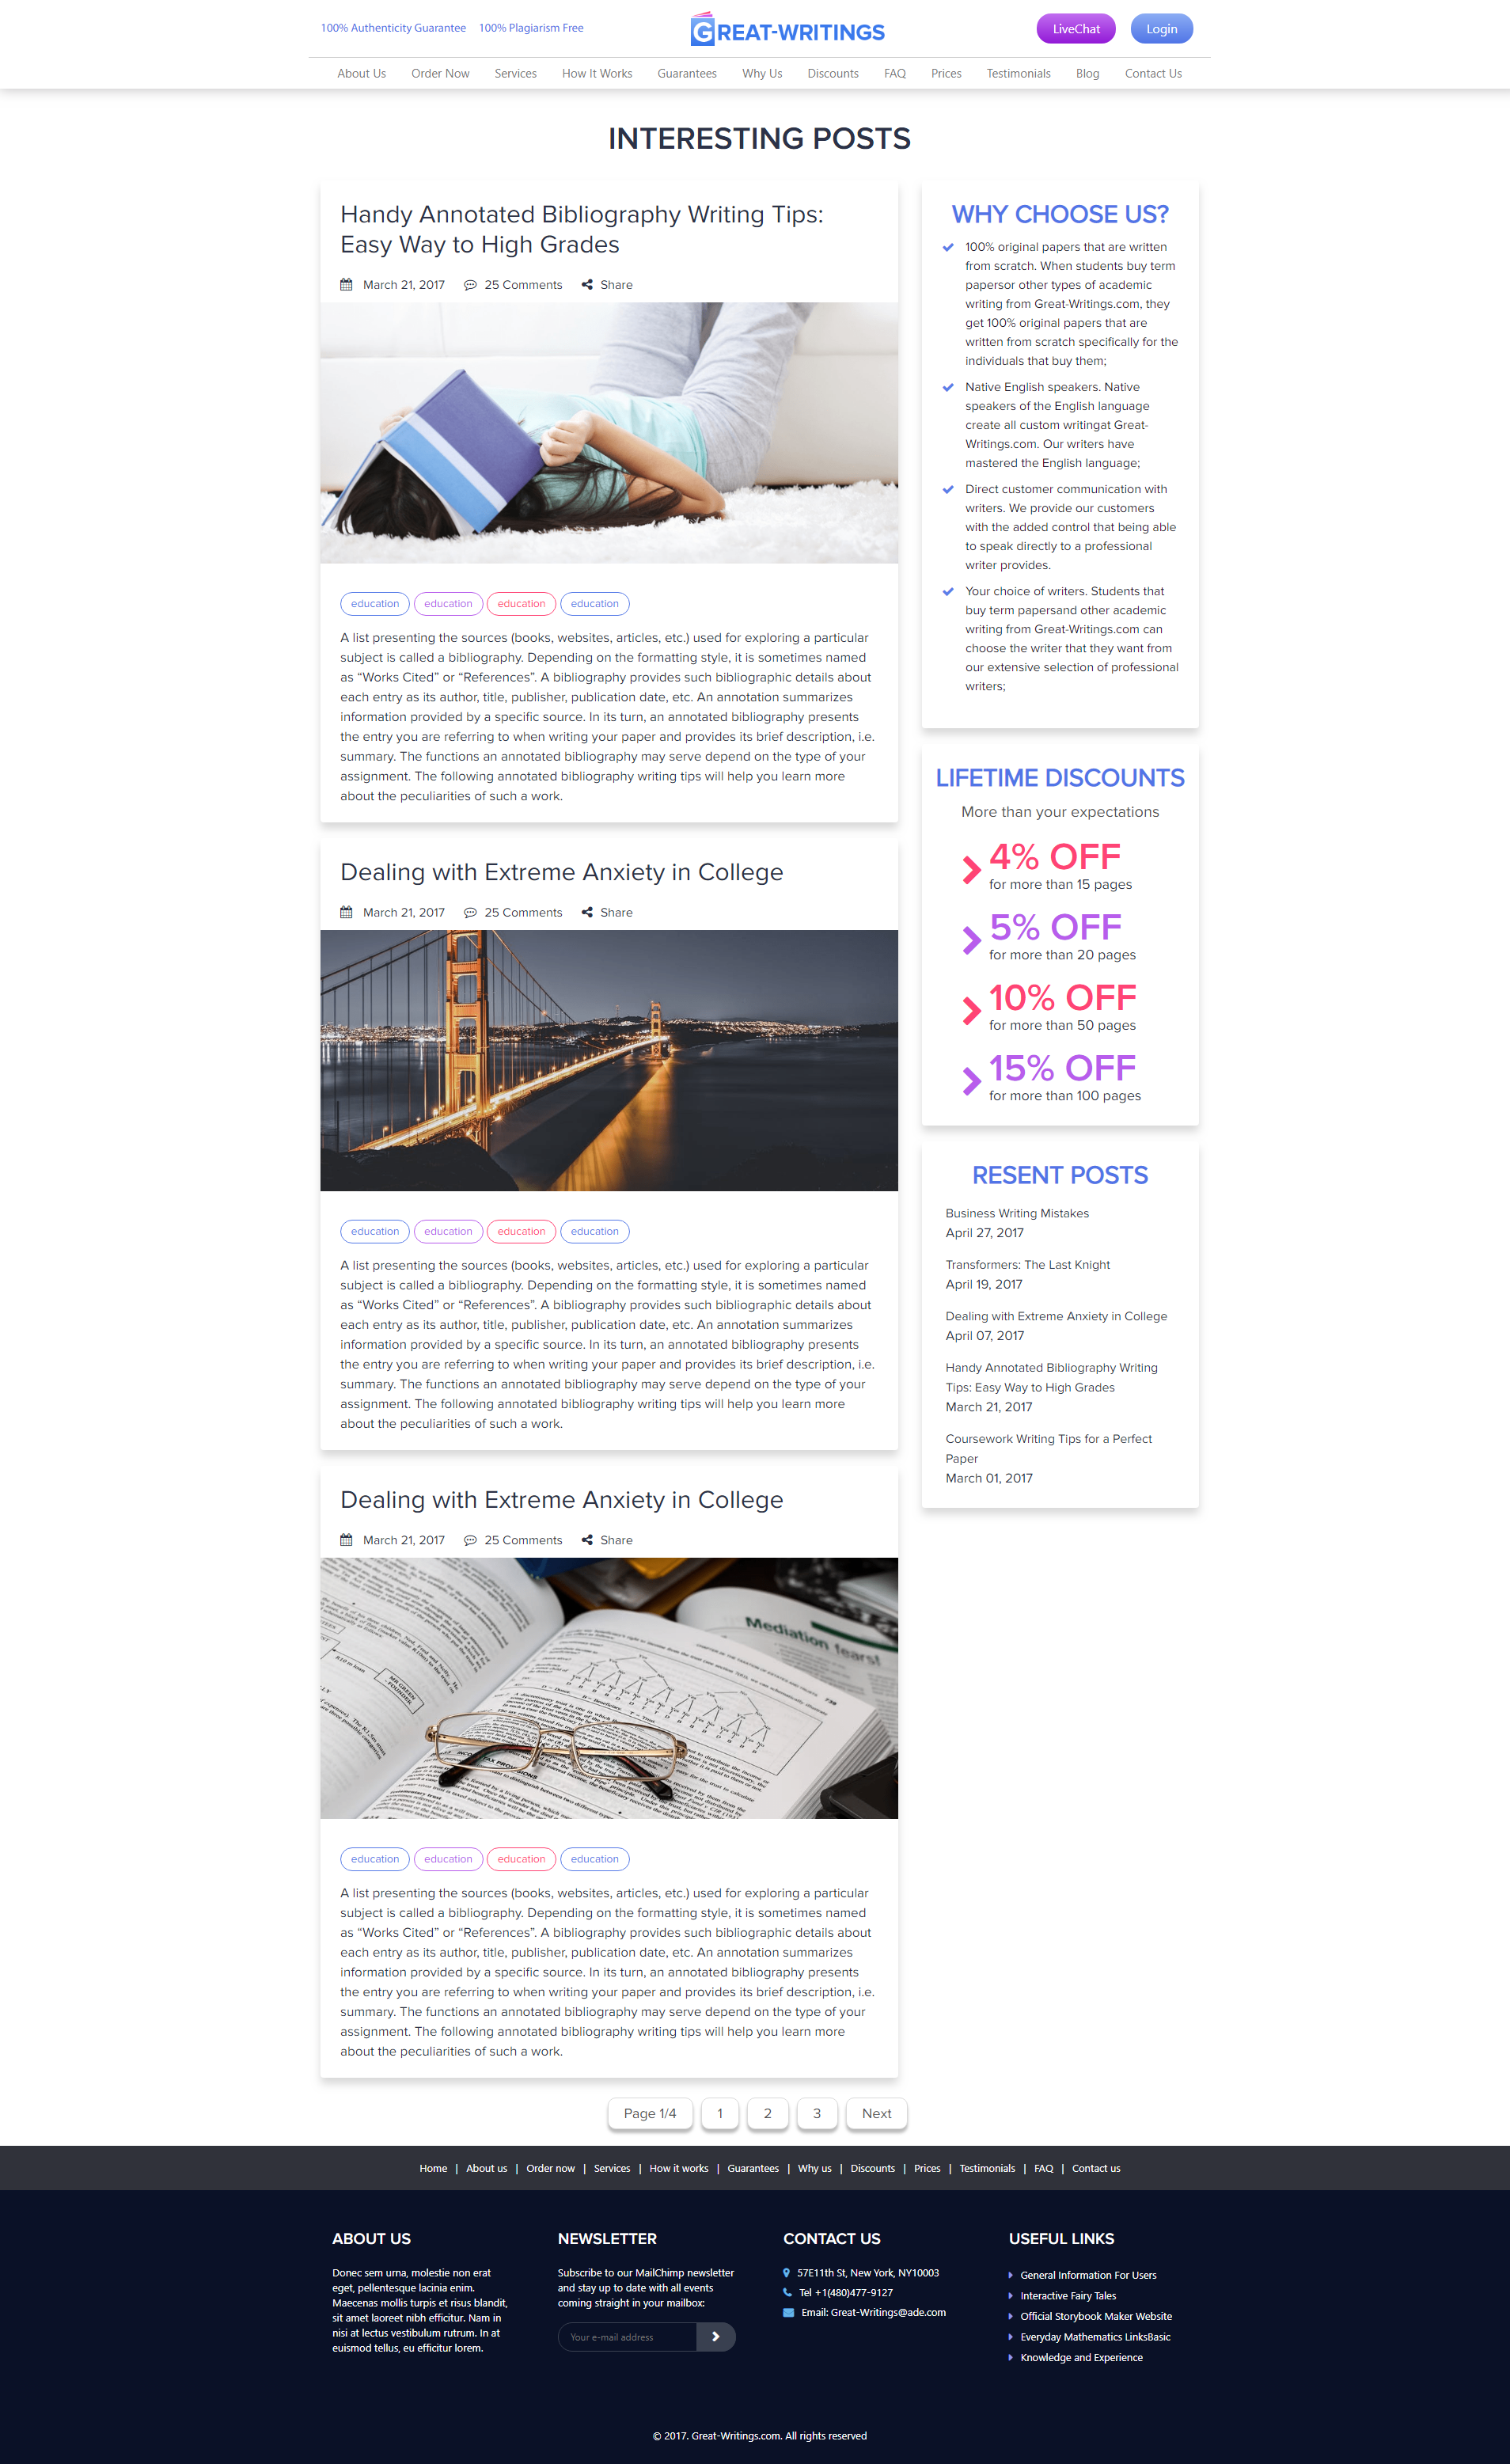 100% Authenticity Guarantee 100% Plagiarism Free
GREAT-WRITINGS
LiveChat Login
About Us Order Now Services How It Works Guarantees Why Us Discounts FAQ Prices Testimonials Blog Contact Us
INTERESTING POSTS
Handy Annotated Bibliography Writing Tips:
Easy Way to High Grades
March 21, 2017 25 Comments Share
education education education education
A list presenting the sources (books, websites, articles, etc.) used for exploring a particular
subject is called a bibliography. Depending on the formatting style, it is sometimes named
as “Works Cited” or “References”. A bibliography provides such bibliographic details about
each entry as its author, title, publisher, publication date, etc. An annotation summarizes
information provided by a specific source. In its turn, an annotated bibliography presents
the entry you are referring to when writing your paper and provides its brief description, i.e.
summary. The functions an annotated bibliography may serve depend on the type of your
assignment. The following annotated bibliography writing tips will help you learn more
about the peculiarities of such a work.
Dealing with Extreme Anxiety in College
March 21, 2017 25 Comments Share
education education education education
A list presenting the sources (books, websites, articles, etc.) used for exploring a particular
subject is called a bibliography. Depending on the formatting style, it is sometimes named
as “Works Cited” or “References”. A bibliography provides such bibliographic details about
each entry as its author, title, publisher, publication date, etc. An annotation summarizes
information provided by a specific source. In its turn, an annotated bibliography presents
the entry you are referring to when writing your paper and provides its brief description, i.e.
summary. The functions an annotated bibliography may serve depend on the type of your
assignment. The following annotated bibliography writing tips will help you learn more
about the peculiarities of such a work.
Dealing with Extreme Anxiety in College
March 21, 2017 25 Comments Share
Mediation fears!
MR GREEN
FOUNDER
INCOME TAX PROVISIONS
education education education education
A list presenting the sources (books, websites, articles, etc.) used for exploring a particular
subject is called a bibliography. Depending on the formatting style, it is sometimes named
as “Works Cited” or “References”. A bibliography provides such bibliographic details about
each entry as its author, title, publisher, publication date, etc. An annotation summarizes
information provided by a specific source. In its turn, an annotated bibliography presents
the entry you are referring to when writing your paper and provides its brief description, i.e.
summary. The functions an annotated bibliography may serve depend on the type of your
assignment. The following annotated bibliography writing tips will help you learn more
about the peculiarities of such a work.
WHY CHOOSE US?
100% original papers that are written
from scratch. When students buy term
papersor other types of academic
writing from Great-Writings.com, they
get 100% original papers that are
written from scratch specifically for the
individuals that buy them;
Native English speakers. Native
speakers of the English language
create all custom writingat Great-
Writings.com. Our writers have
mastered the English language;
Direct customer communication with
writers. We provide our customers
with the added control that being able
to speak directly to a professional
writer provides.
Your choice of writers. Students that
buy term papersand other academic
writing from Great-Writings.com can
choose the writer that they want from
our extensive selection of professional
writers;
LIFETIME DISCOUNTS
More than your expectations
4% OFF
for more than 15 pages
5% OFF
for more than 20 pages
10% OFF
for more than 50 pages
15% OFF
for more than 100 pages
RESENT POSTS
Business Writing Mistakes
April 27, 2017
Transformers: The Last Knight
April 19, 2017
Dealing with Extreme Anxiety in College
April 07, 2017
Handy Annotated Bibliography Writing
Tips: Easy Way to High Grades
March 21, 2017
Coursework Writing Tips for a Perfect
Paper
March 01, 2017
Page 1/4 1 2 3 Next
Home | About us | Order now | Services | How it works | Guarantees | Why us | Discounts | Prices | Testimonials | FAQ | Contact us
ABOUT US
Donec sem urna, molestie non erat
eget, pellentesque lacinia enim.
Maecenas mollis turpis et risus blandit,
sit amet laoreet nibh efficitur. Nam in
nisi at lectus vestibulum rutrum. In at
euismod tellus, eu efficitur lorem.
NEWSLETTER
Subscribe to our MailChimp newsletter
and stay up to date with all events
coming straight in your mailbox:
Your e-mail address
CONTACT US
57E11th St, New York, NY10003
Tel +1(480)477-9127
Email: Great-Writings@ade.com
USEFUL LINKS
General Information For Users
Interactive Fairy Tales
Official Storybook Maker Website
Everyday Mathematics LinksBasic
Knowledge and Experience
© 2017. Great-Writings.com. All rights reserved